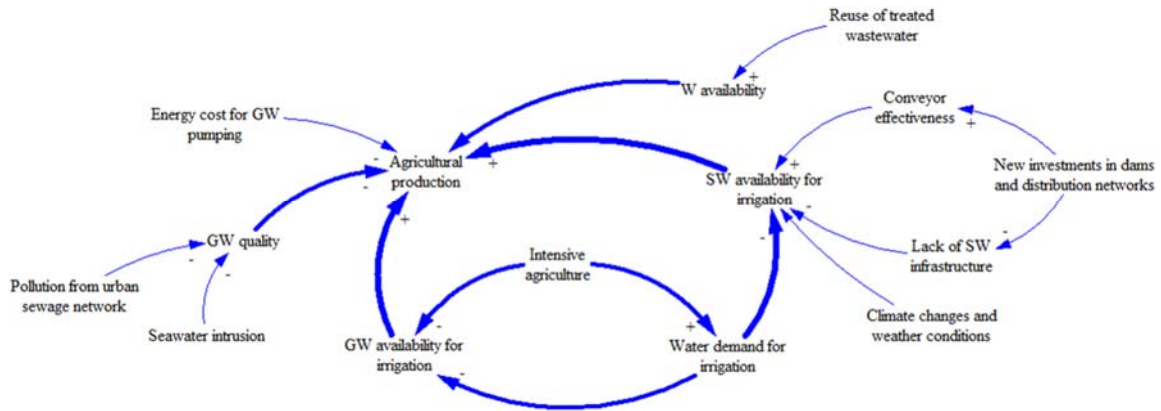 Reuse of treated
wastewater
+
W availability
Energy cost for GW
pumping
Conveyor
effectiveness
+
-
Agricultural
production
+
-
+
SW availability for
irrigation
-
New investments in dams
and distribution networks
+
GW quality
-
-
-
-
Lack of SW
infrastructure
Intensive
agriculture
Pollution from urban
sewage network
Seawater intrusion
Climate changes and
weather conditions
-
GW availability for
irrigation
-
+
Water demand for
irrigation